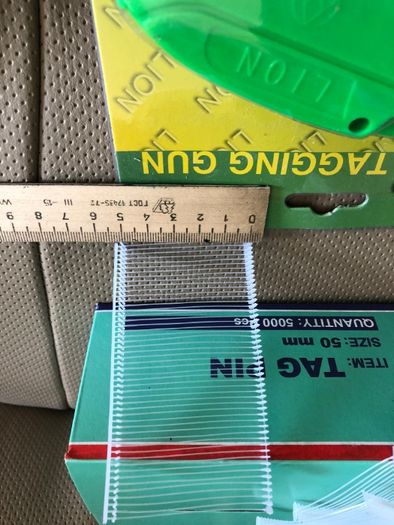 ITEM: TAG PIN
SIZE: 50 mm
QUANTITY: 5000 pcs
0 1 2 3 4 5 6 7 8 9
ГОСТ 17435-72
TAGGING GUN
LION
LION
LION
LION